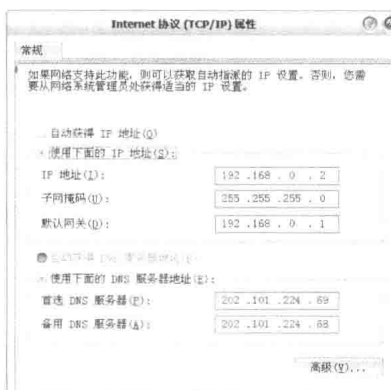 Internet 协议 (TCP/IP) 属性
常规
如果网络支持此功能，则可以获取自动指派的 IP 设置。否则，您需
要从网络系统管理员处获得适当的 IP 设置。
自动获得 IP 地址(O)
使用下面的 IP 地址(S):
IP 地址(I): 192 .168 . 0 . 2
子网掩码(U): 255 .255 .255 . 0
默认网关(D): 192 .168 . 0 . 1
使用下面的 DNS 服务器地址(E):
首选 DNS 服务器(P): 202 .101 .224 .69
备用 DNS 服务器(A): 202 .101 .224 .68
高级(V)...